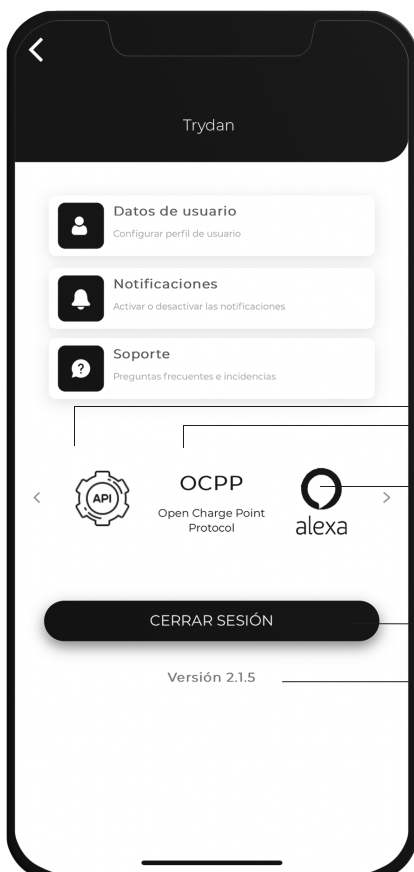 Trydan
Datos de usuario
Configurar perfil de usuario
Notificaciones
Activar o desactivar las notificaciones
Soporte
Preguntas frecuentes e incidencias
API
OCPP
Open Charge Point
Protocol
alexa
CERRAR SESIÓN
Versión 2.1.5